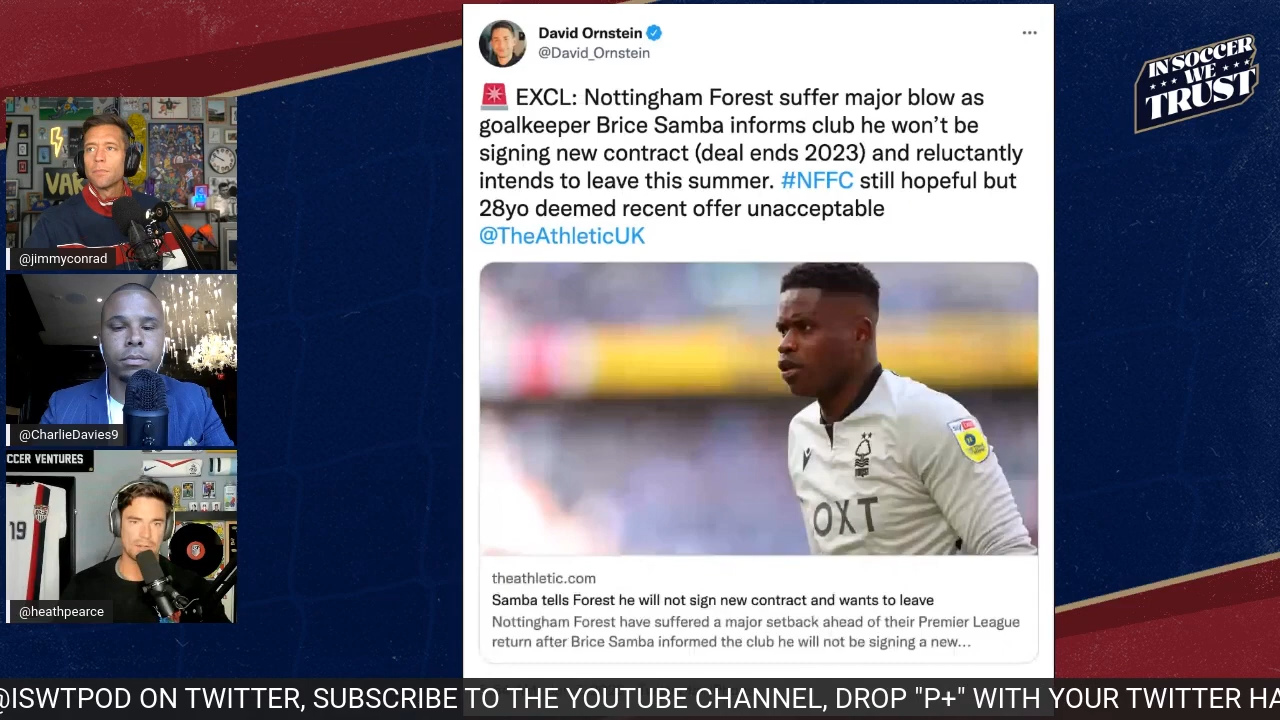 David Ornstein
@David_Ornstein
EXCL: Nottingham Forest suffer major blow as
goalkeeper Brice Samba informs club he won't be
signing new contract (deal ends 2023) and reluctantly
intends to leave this summer. #NFFC still hopeful but
28yo deemed recent offer unacceptable
@TheAthleticUK
OXT
theathletic.com
Samba tells Forest he will not sign new contract and wants to leave
Nottingham Forest have suffered a major setback ahead of their Premier League
return after Brice Samba informed the club he will not be signing a new...
IN SOCCER
WE
TRUST
VAR
@jimmyconrad
@CharlieDavies9
CCER VENTURES
19
@heathpearce
@ISWTPOD ON TWITTER, SUBSCRIBE TO THE YOUTUBE CHANNEL, DROP "P+" WITH YOUR TWITTER HA